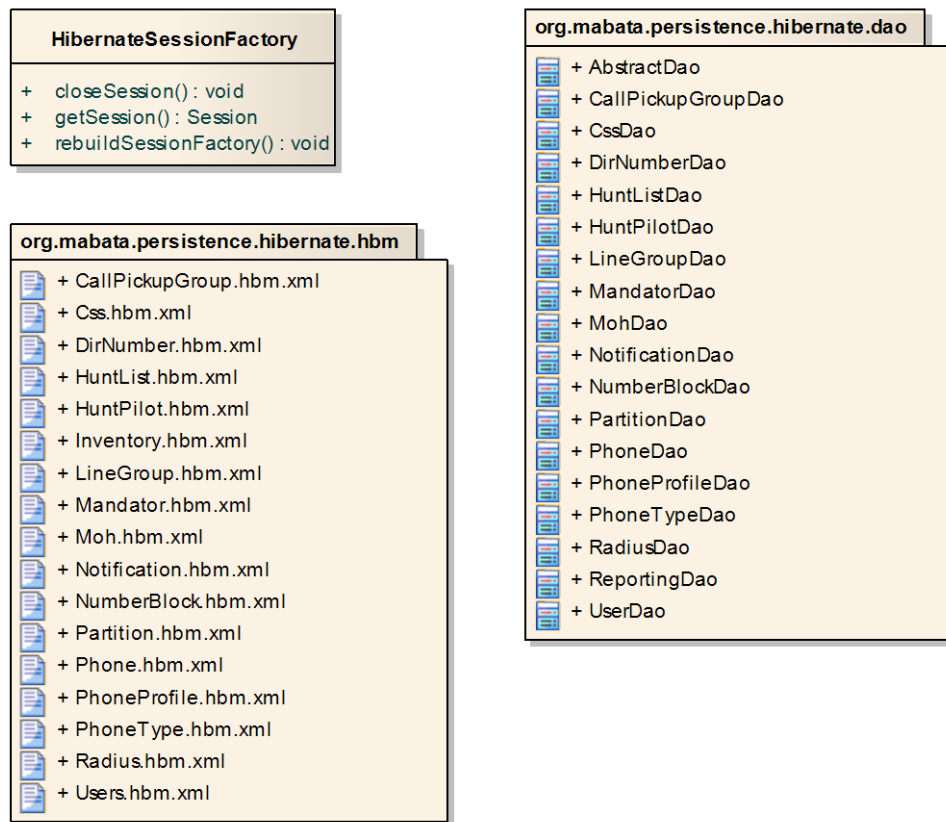 HibernateSessionFactory
+ closeSession() : void
+ getSession() : Session
+ rebuildSessionFactory() : void
org.mabata.persistence.hibernate.hbm
+ CallPickupGroup.hbm.xml
+ Css.hbm.xml
+ DirNumber.hbm.xml
+ HuntList.hbm.xml
+ HuntPilot.hbm.xml
+ Inventory.hbm.xml
+ LineGroup.hbm.xml
+ Mandator.hbm.xml
+ Moh.hbm.xml
+ Notification.hbm.xml
+ NumberBlock.hbm.xml
+ Partition.hbm.xml
+ Phone.hbm.xml
+ PhoneProfile.hbm.xml
+ PhoneType.hbm.xml
+ Radius.hbm.xml
+ Users.hbm.xml
org.mabata.persistence.hibernate.dao
+ AbstractDao
+ CallPickupGroupDao
+ CssDao
+ DirNumberDao
+ HuntListDao
+ HuntPilotDao
+ LineGroupDao
+ MandatorDao
+ MohDao
+ NotificationDao
+ NumberBlockDao
+ PartitionDao
+ PhoneDao
+ PhoneProfileDao
+ PhoneTypeDao
+ RadiusDao
+ ReportingDao
+ UserDao